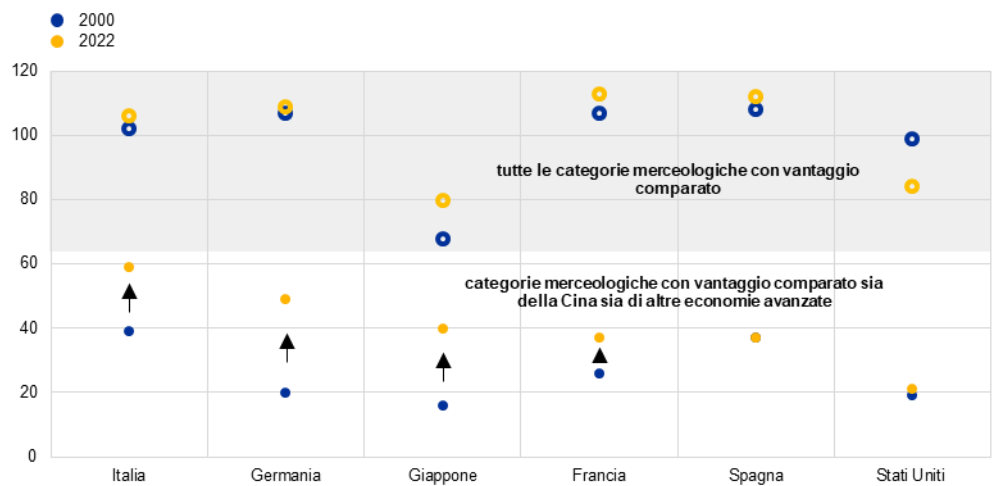 2000
2022
120
100
80
60
40
20
0
tutte le categorie merceologiche con vantaggio
comparato
categorie merceologiche con vantaggio comparato sia
della Cina sia di altre economie avanzate
Italia
Germania
Giappone
Francia
Spagna
Stati Uniti